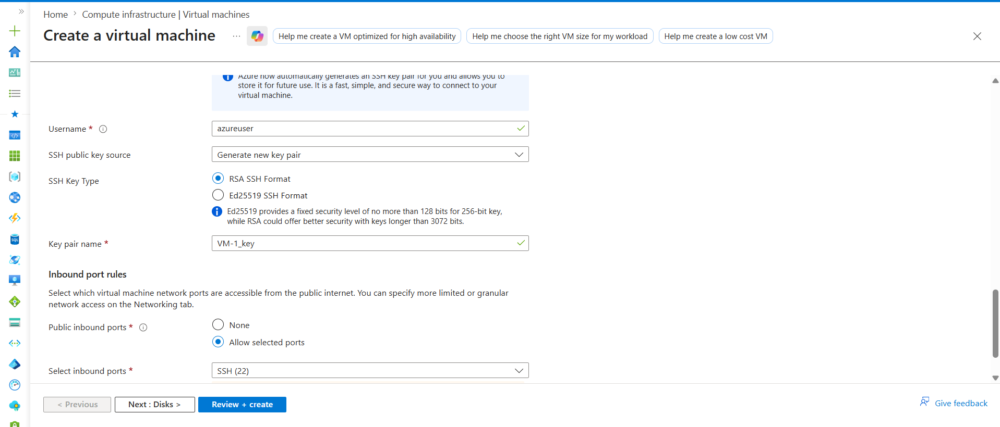 Home > Compute infrastructure | Virtual machines
Create a virtual machine ...
Help me create a VM optimized for high availability
Help me choose the right VM size for my workload
Help me create a low cost VM
Azure now automatically generates an SSH key pair for you and allows you to
store it for future use. It is a fast, simple, and secure way to connect to your
virtual machine.
Username *
azureuser
SSH public key source
Generate new key pair
SSH Key Type
RSA SSH Format
Ed25519 SSH Format
Ed25519 provides a fixed security level of no more than 128 bits for 256-bit key,
while RSA could offer better security with keys longer than 3072 bits.
Key pair name *
VM-1_key
Inbound port rules
Select which virtual machine network ports are accessible from the public internet. You can specify more limited or granular
network access on the Networking tab.
Public inbound ports *
None
Allow selected ports
Select inbound ports *
SSH (22)
< Previous
Next : Disks >
Review + create
Give feedback
SQL